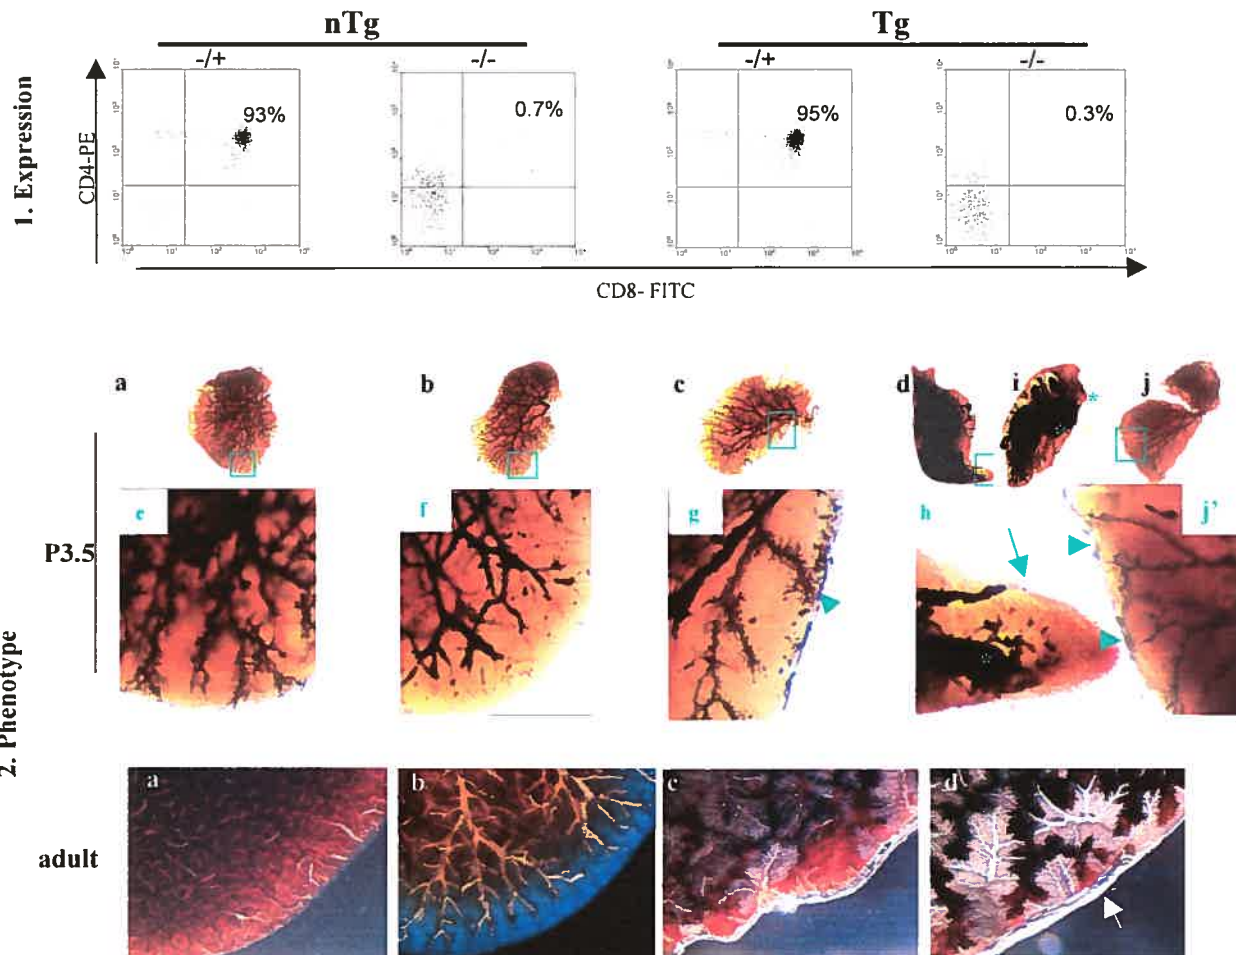 nTg
Tg
-/+
-/-
-/+
-/-
93%
0.7%
95%
0.3%
1. Expression
CD4-PE
CD8- FITC
a
b
c
d
i
*
j
e
f
g
h
j'
P3.5
2. Phenotype
a
b
c
d
adult